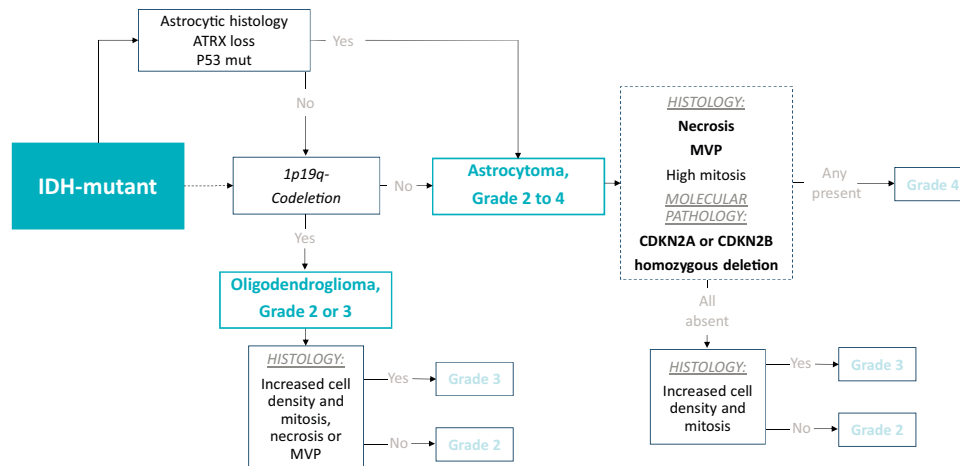 Astrocytic histology
ATRX loss
P53 mut
Yes
No
IDH-mutant
1p19q-
Codeletion
No
Astrocytoma,
Grade 2 to 4
HISTOLOGY:
Necrosis
MVP
High mitosis
MOLECULAR
PATHOLOGY:
CDKN2A or CDKN2B
homozygous deletion
Any
present
Grade 4
Yes
Oligodendroglioma,
Grade 2 or 3
HISTOLOGY:
Increased cell
density and
mitosis,
necrosis or
MVP
Yes
Grade 3
No
Grade 2
All
absent
HISTOLOGY:
Increased cell
density and
mitosis
Yes
Grade 3
No
Grade 2